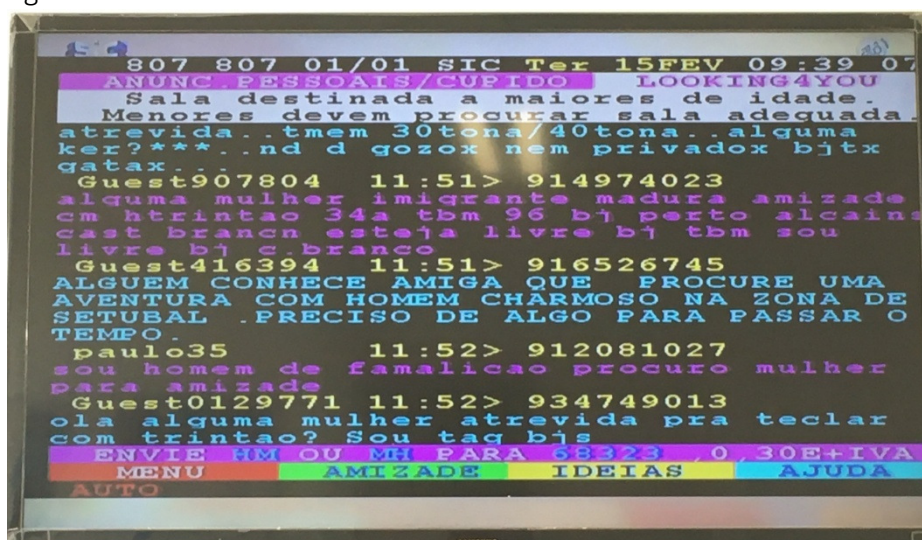 SIC
807 807 01/01 SIC Ter 15FEV 09:39 07
ANUNC.PESSOAIS/CUPIDO LOOKING4YOU
Sala destinada a maiores de idade.
Menores devem procurar sala adequada.
atrevida..tmem 30tona/40tona..alguma
ker?***..nd d gozox nem privadox bjtx
gatax...
Guest907804 11:51> 914974023
alguma mulher imigrante madura amizade
cm htrintao 34a tbm 96 bj perto alcain
cast brancn esteja livre bj tbm sou
livre bj c.branco
Guest416394 11:51> 916526745
ALGUEM CONHECE AMIGA QUE PROCURE UMA
AVENTURA COM HOMEM CHARMOSO NA ZONA DE
SETUBAL .PRECISO DE ALGO PARA PASSAR O
TEMPO.
paulo35 11:52> 912081027
sou homem de famalicao procuro mulher
para amizade
Guest0129771 11:52> 934749013
ola alguma mulher atrevida pra teclar
com trintao? Sou tag bjs
ENVIE HM OU MH PARA 68323 ,0,30E+IVA
MENU AMIZADE IDEIAS AJUDA
AUTO